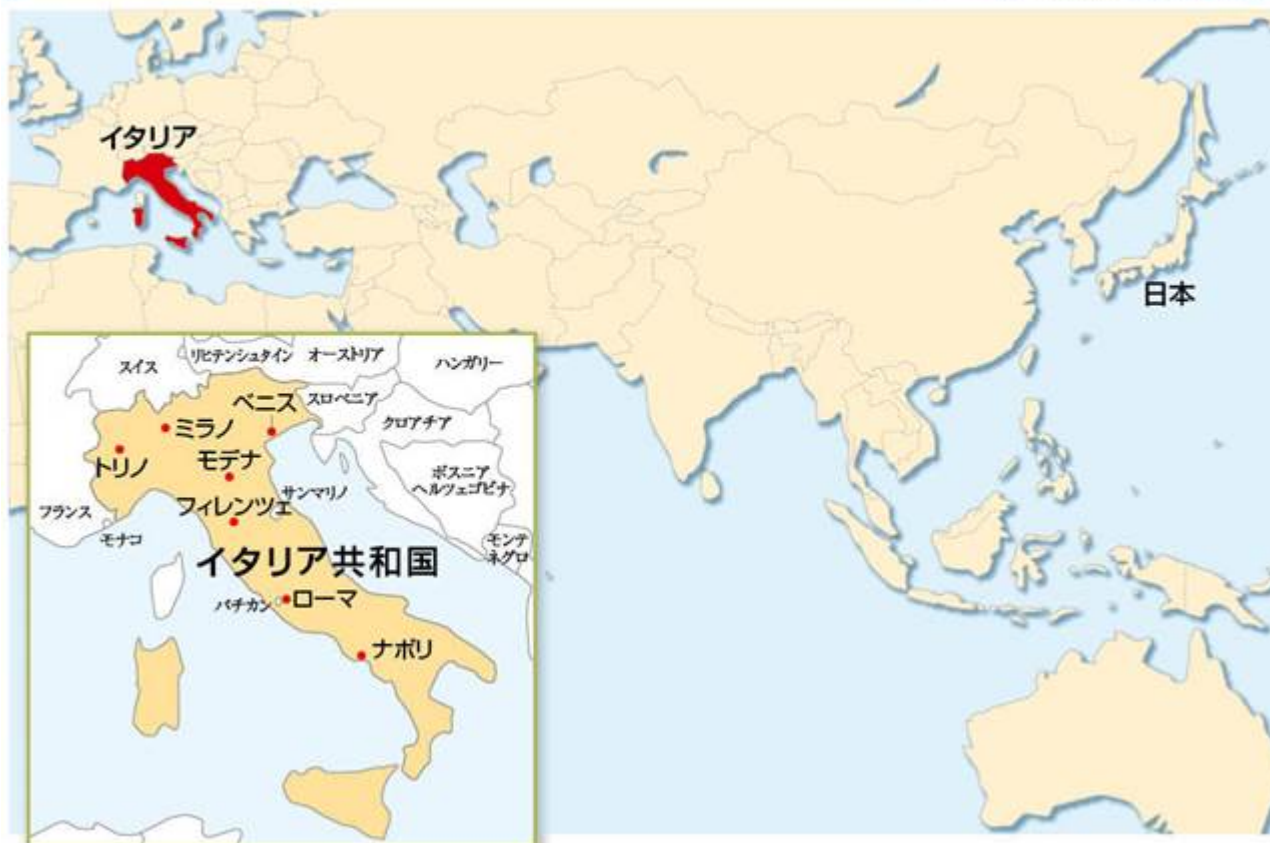 イタリア
日本
スイス
リヒテンシュタイン
オーストリア
ハンガリー
スロベニア
ベニス
クロアチア
ミラノ
トリノ
モデナ
ボスニア
ヘルツェゴビナ
サンマリノ
フランス
フィレンツェ
モナコ
モンテ
ネグロ
イタリア共和国
バチカン
ローマ
ナポリ